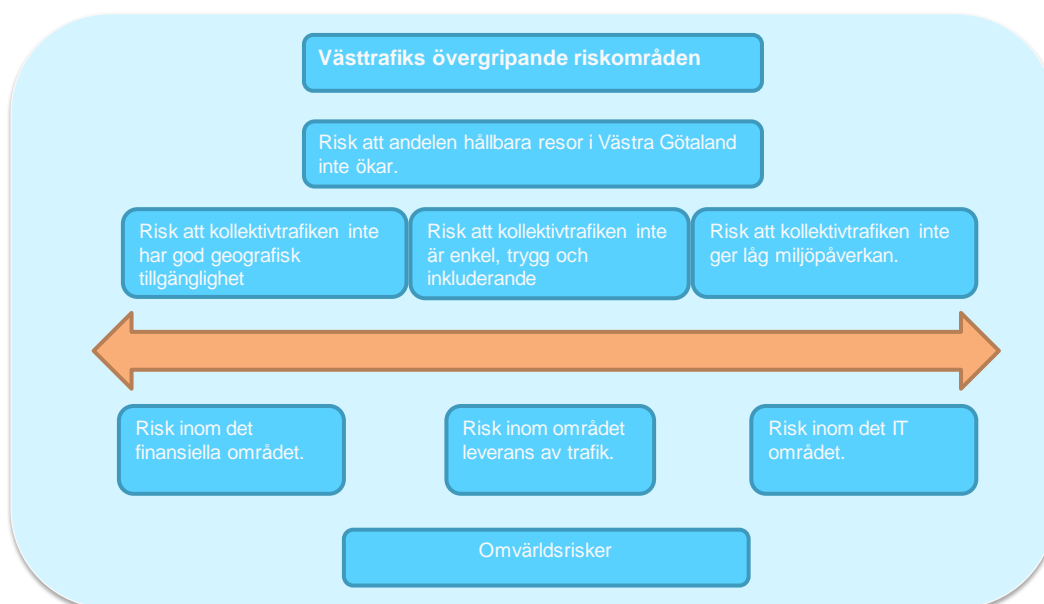 Västtrafiks övergripande riskområden
Risk att andelen hållbara resor i Västra Götaland
inte ökar.
Risk att kollektivtrafiken inte
har god geografisk
tillgänglighet
Risk att kollektivtrafiken inte
är enkel, trygg och
inkluderande
Risk att kollektivtrafiken inte
ger låg miljöpåverkan.
Risk inom det
finansiella området.
Risk inom området
leverans av trafik.
Risk inom det IT
området.
Omvärldsrisker